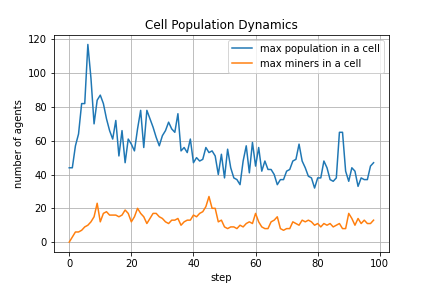 Cell Population Dynamics
max population in a cell
max miners in a cell
number of agents
120
100
80
60
40
20
0
0 20 40 60 80 100
step